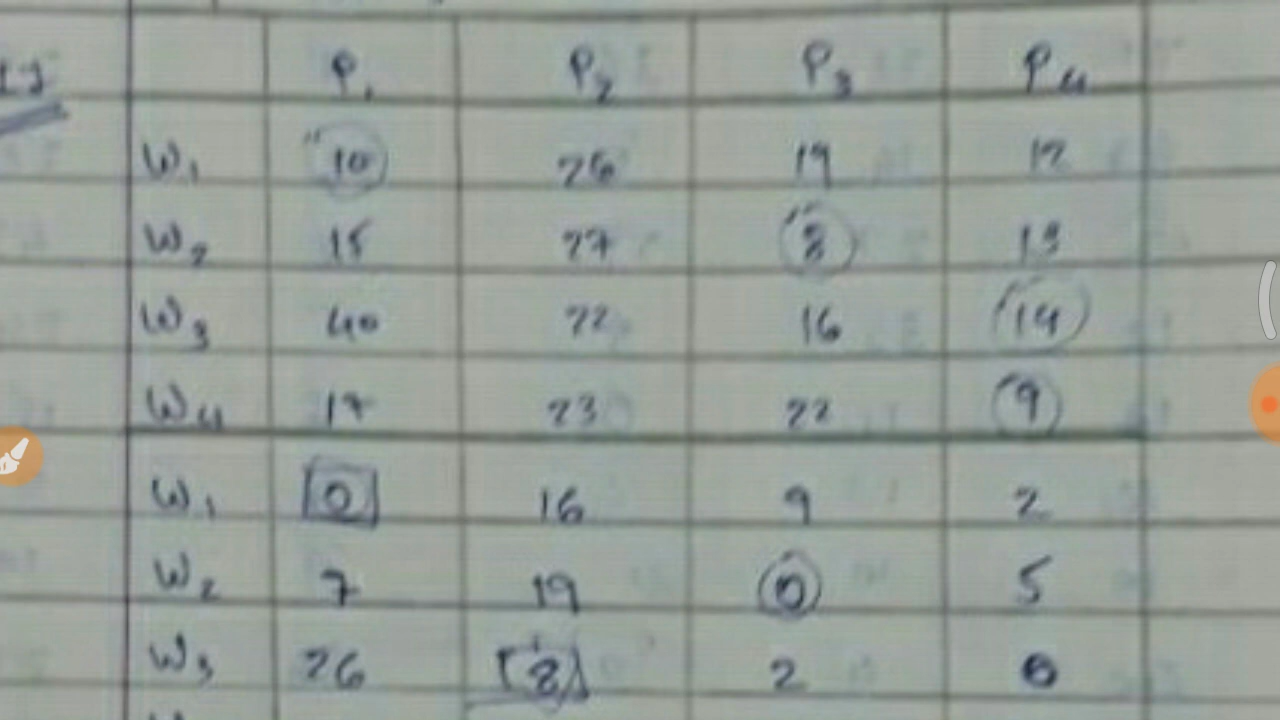 P1 P2 P3 P4
W1 10 26 19 12
W2 15 27 8 13
W3 40 22 16 14
W4 17 23 22 9
W1 0 16 9 2
W2 7 19 0 5
W3 26 8 2 0